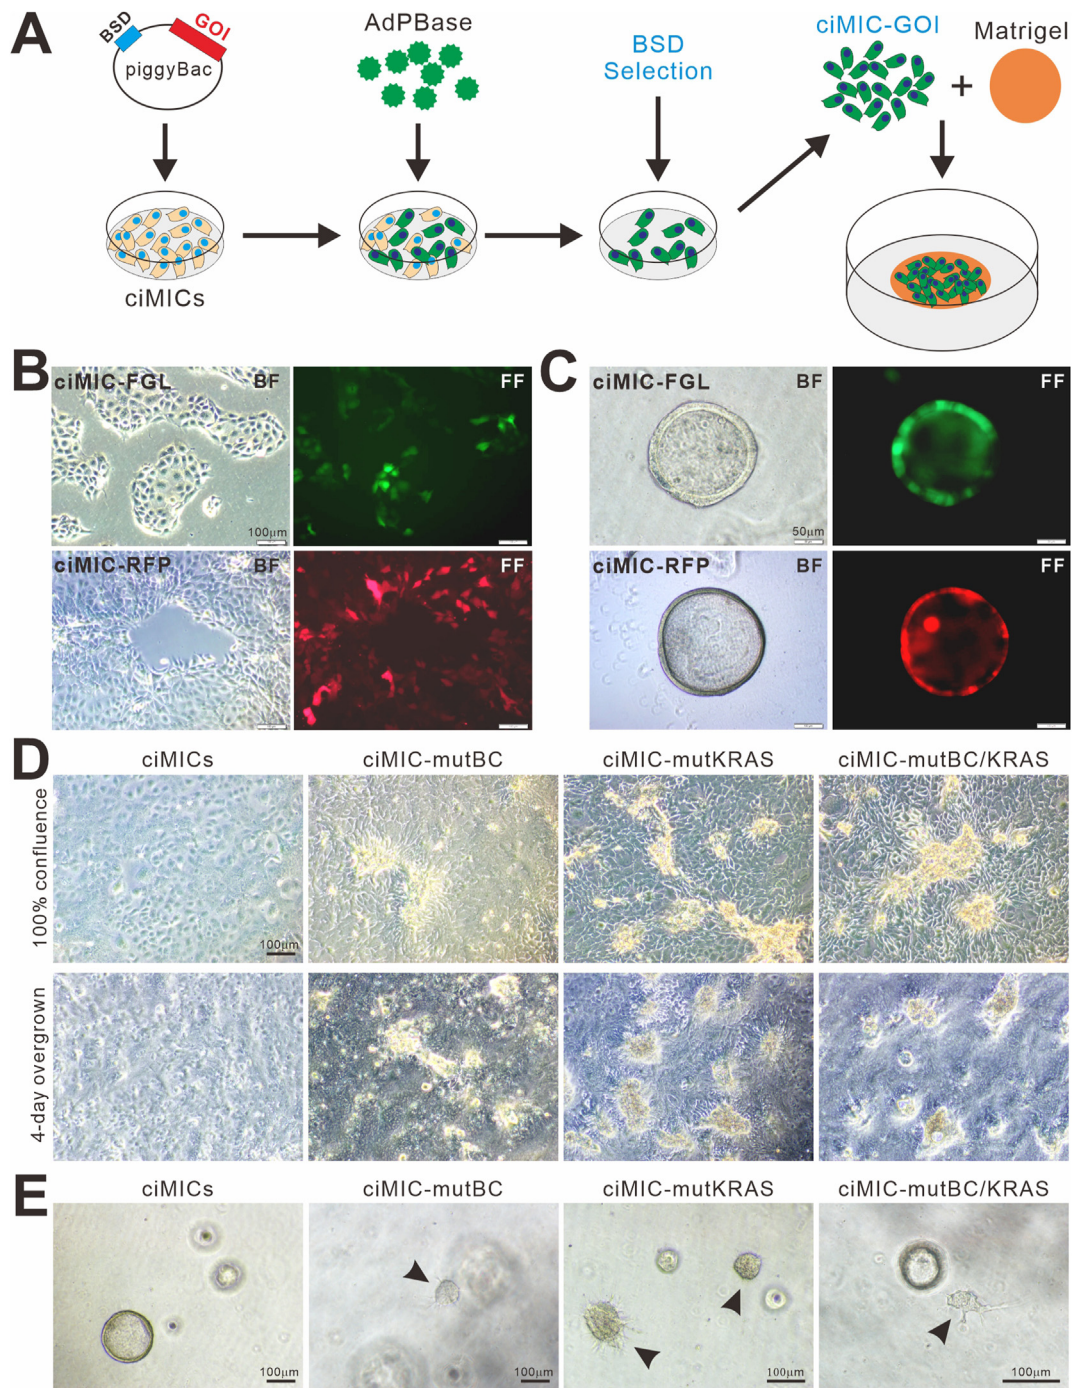 A
BSD
GOI
piggyBac
AdPBase
BSD
Selection
ciMIC-GOI
+
Matrigel
ciMICs
B
ciMIC-FGL BF
100μm
FF
ciMIC-RFP BF
FF
C
ciMIC-FGL BF
50μm
FF
ciMIC-RFP BF
FF
D
ciMICs
ciMIC-mutBC
ciMIC-mutKRAS
ciMIC-mutBC/KRAS
100% confluence
100μm
4-day overgrown
E
ciMICs
ciMIC-mutBC
ciMIC-mutKRAS
ciMIC-mutBC/KRAS
100μm
100μm
100μm
100μm